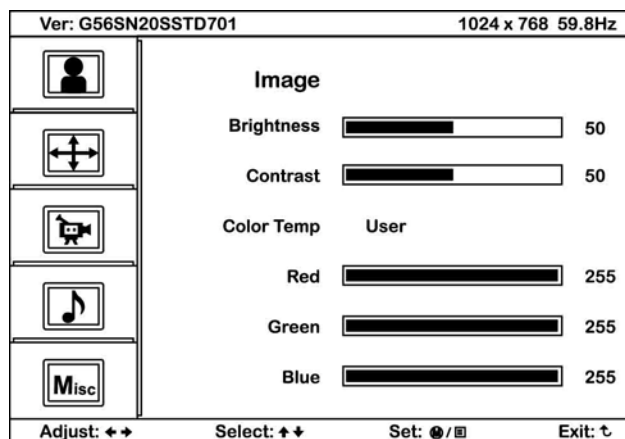 Ver: G56SN20SSTD701 1024 x 768 59.8Hz
Image
Brightness 50
Contrast 50
Color Temp User
Red 255
Green 255
Blue 255
Misc
Adjust: ←→ Select: ↑↓ Set: Ⓜ/▣ Exit: ↻